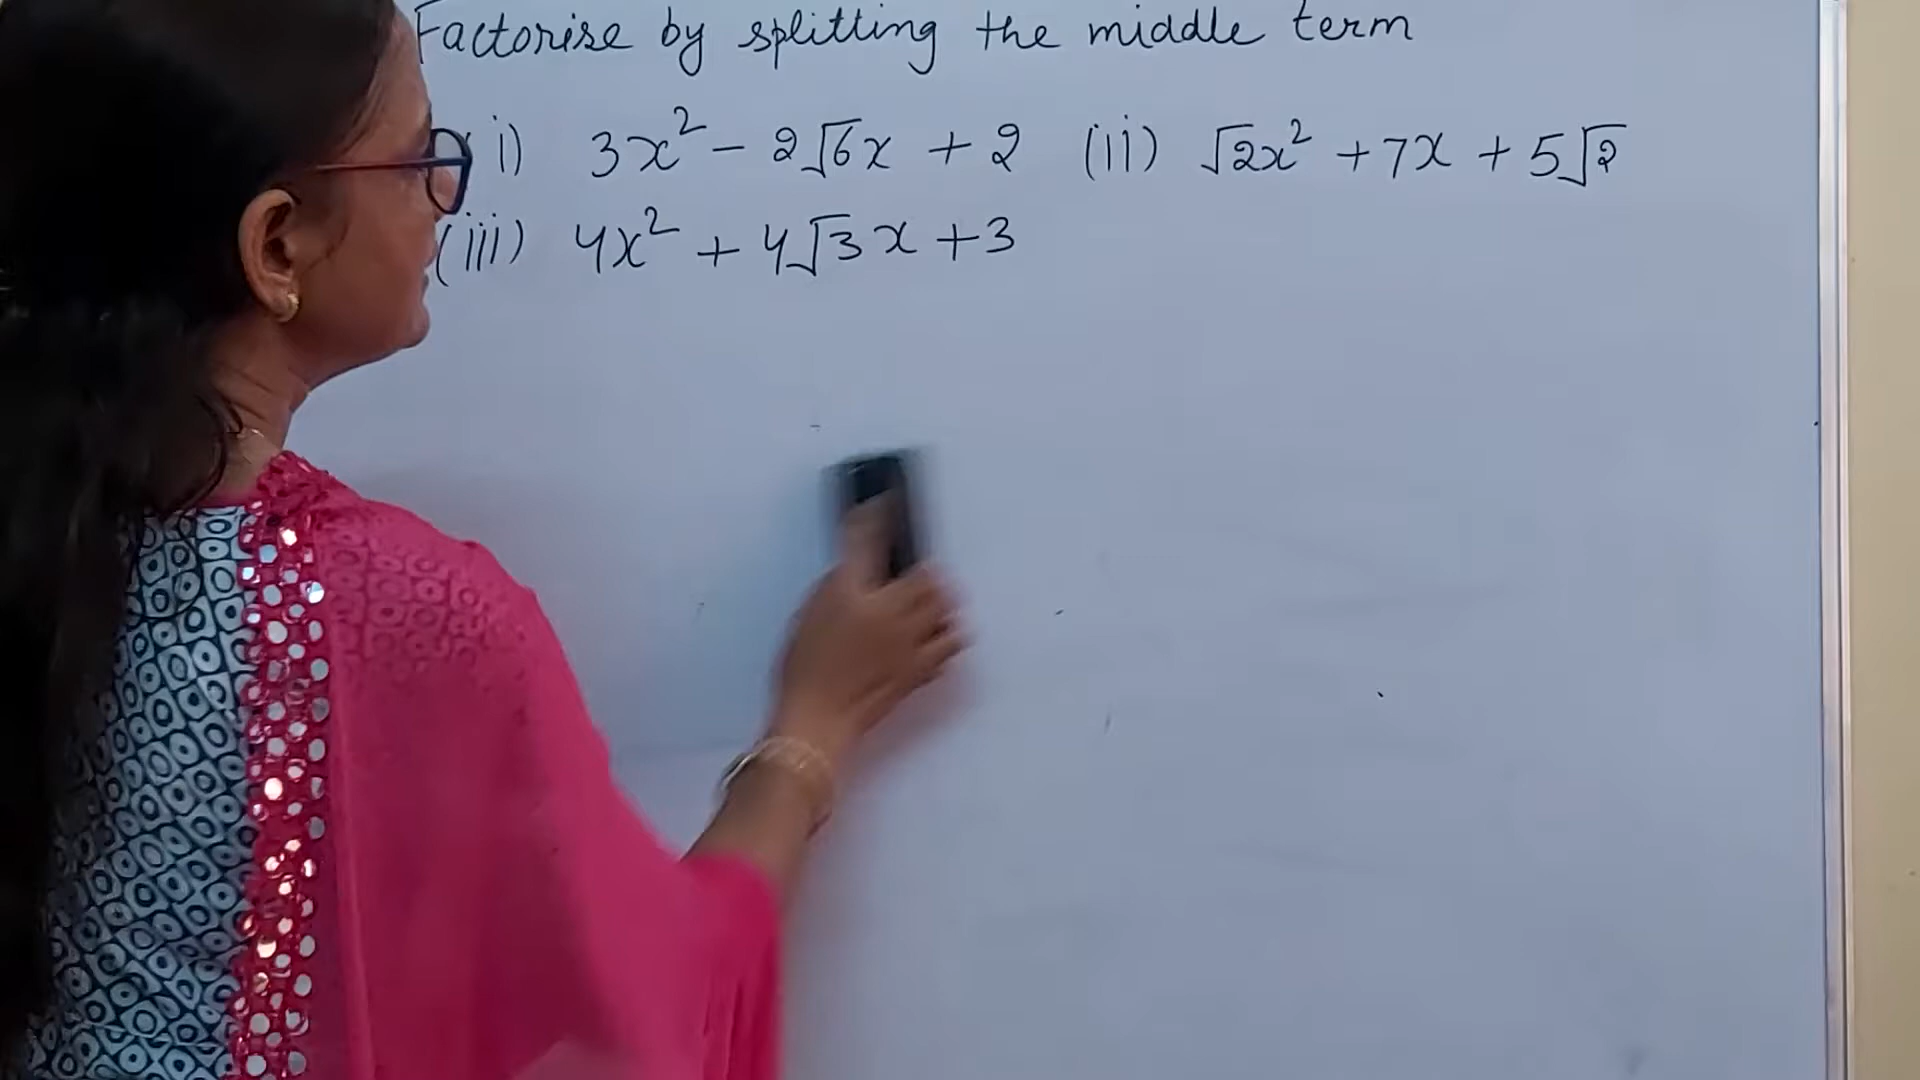 Factorise by splitting the middle term
i) 3x² - 2√6x + 2 (ii) √2x² + 7x + 5√2
(iii) 4x² + 4√3x + 3